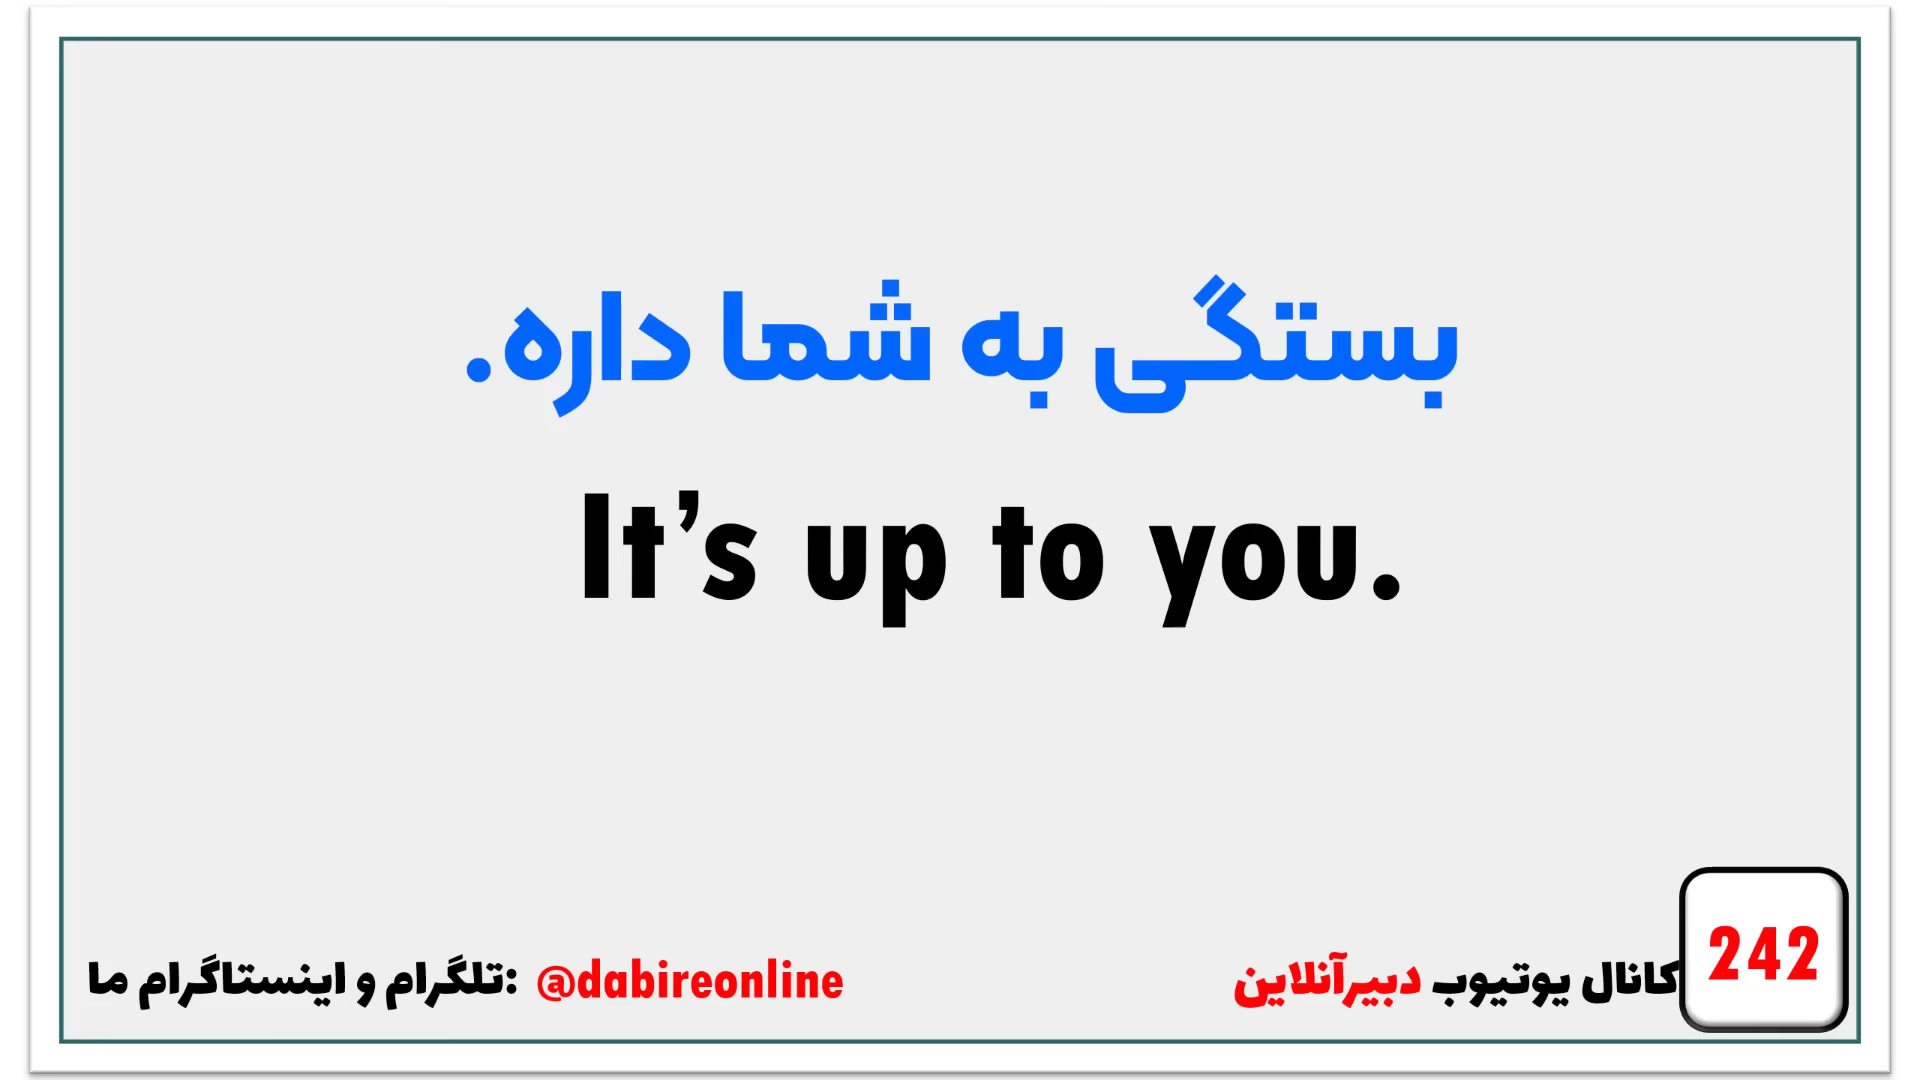 بستگی به شما داره.
It’s up to you.
242
کانال یوتیوب دبیرآنلاین
تلگرام و اینستاگرام ما: @dabireonline